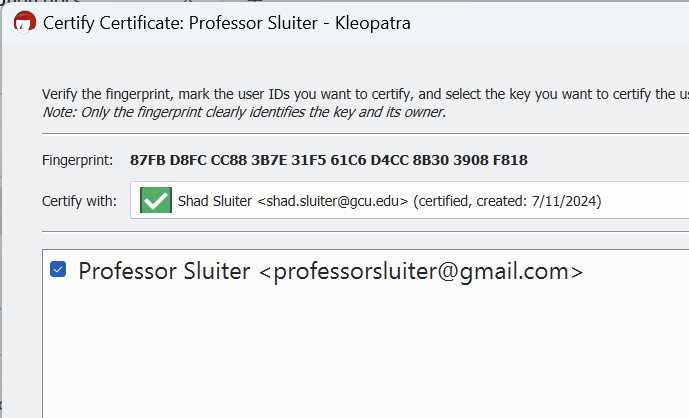 Certify Certificate: Professor Sluiter - Kleopatra
Verify the fingerprint, mark the user IDs you want to certify, and select the key you want to certify the
Note: Only the fingerprint clearly identifies the key and its owner.
Fingerprint: 87FB D8FC CC88 3B7E 31F5 61C6 D4CC 8B30 3908 F818
Certify with: Shad Sluiter <shad.sluiter@gcu.edu> (certified, created: 7/11/2024)
Professor Sluiter <professorsluiter@gmail.com>